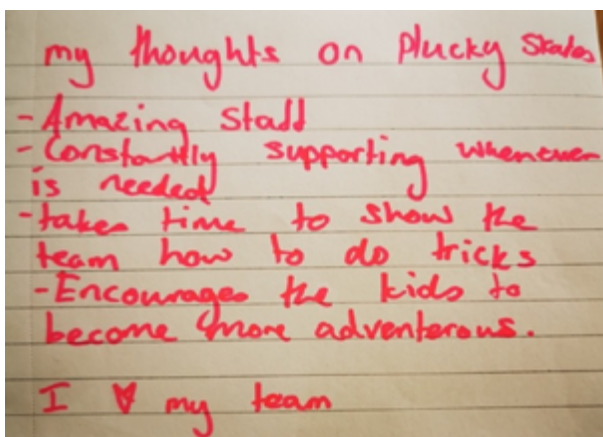 my thoughts on Plucky Skates
- Amazing Staff
- Constantly supporting whenever
is needed
- takes time to show the
team how to do tricks
- Encourages the kids to
become more adventerous.
I ♥ my team